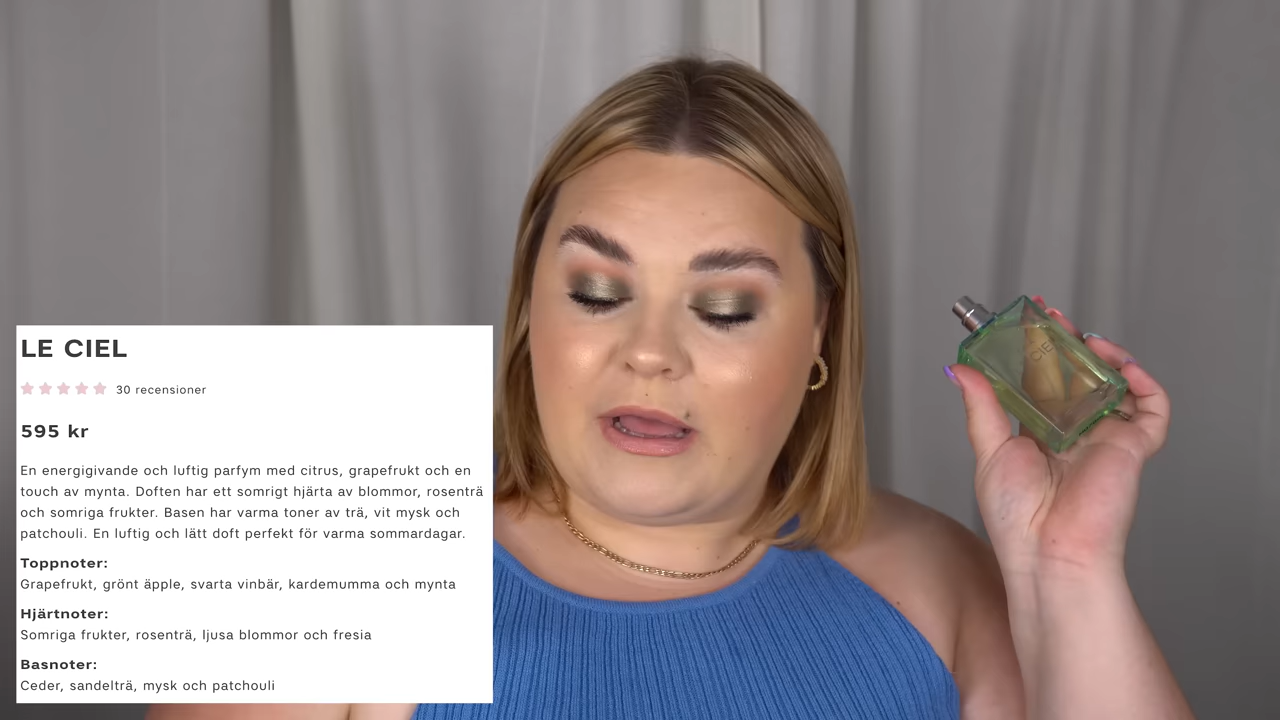 LE CIEL
30 recensioner
595 kr
En energigivande och luftig parfym med citrus, grapefrukt och en
touch av mynta. Doften har ett somrigt hjärta av blommor, rosenträ
och somriga frukter. Basen har varma toner av trä, vit mysk och
patchouli. En luftig och lätt doft perfekt för varma sommardagar.
Toppnoter:
Grapefrukt, grönt äpple, svarta vinbär, kardemumma och mynta
Hjärtnoter:
Somriga frukter, rosenträ, ljusa blommor och fresia
Basnoter:
Ceder, sandelträ, mysk och patchouli
CIEL